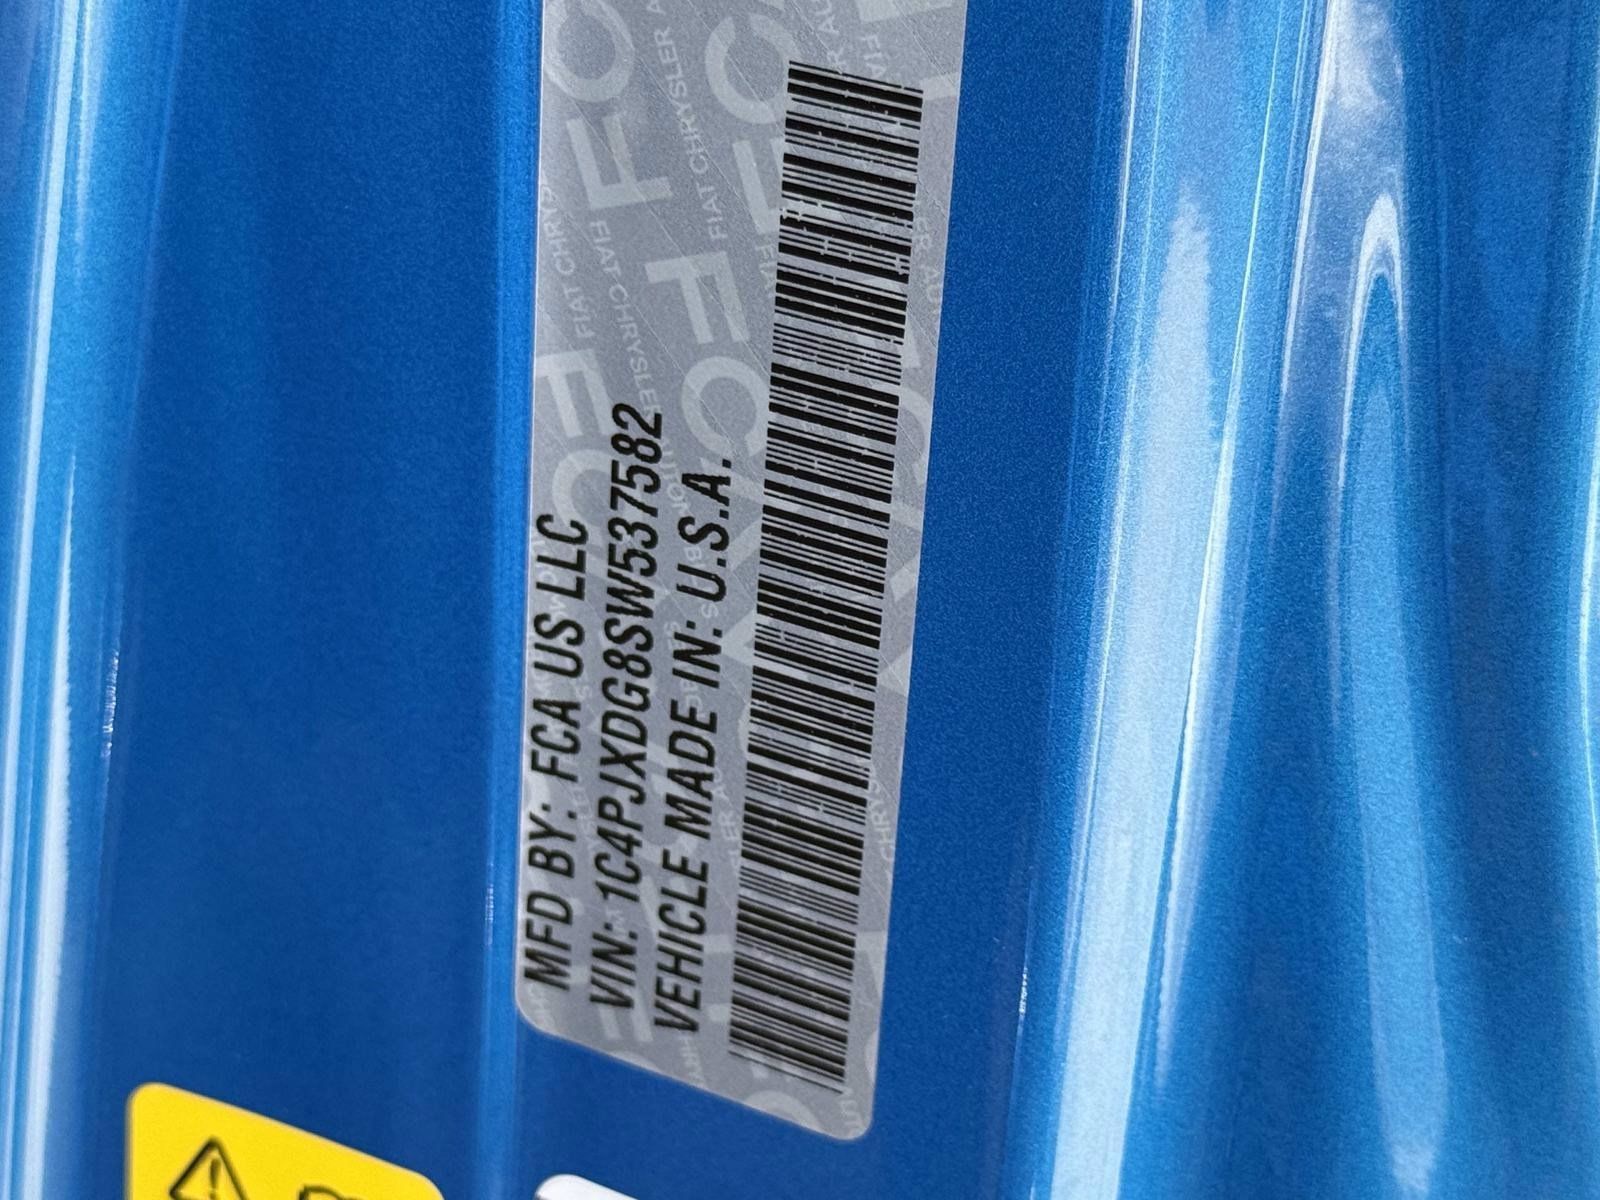 MFD BY: FCA US LLC
VIN: 1C4PJXDG8SW537582
VEHICLE MADE IN: U.S.A.